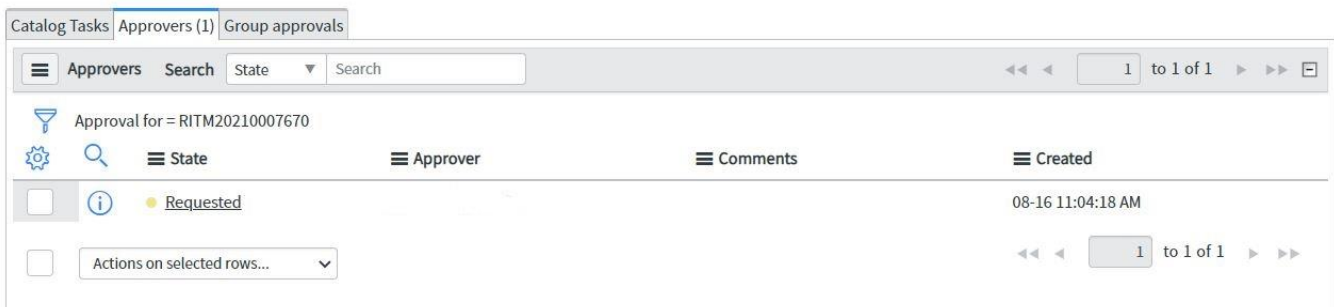 Catalog Tasks Approvers (1) Group approvals
Approvers Search State Search 1 to 1 of 1
Approval for = RITM20210007670
State Approver Comments Created
Requested 08-16 11:04:18 AM
Actions on selected rows... 1 to 1 of 1